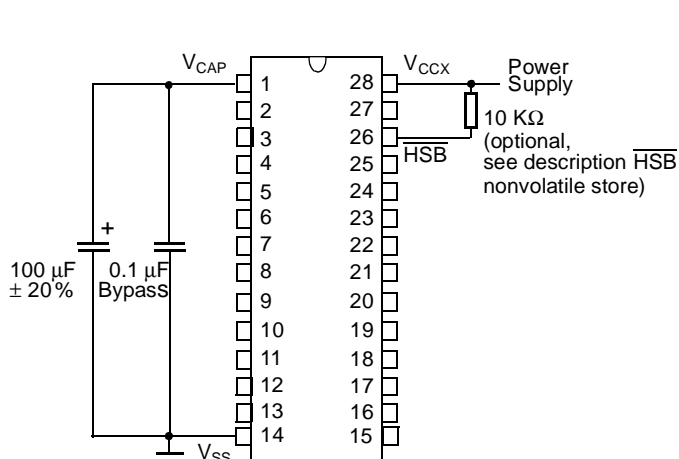 VCAP
VCCX
Power
Supply
1
28
2
27
3
26
HSB
10 KΩ
(optional,
see description HSB
nonvolatile store)
4
25
5
24
6
23
7
22
8
21
9
20
10
19
11
18
12
17
13
16
14
15
+
100 µF
± 20%
0.1 µF
Bypass
VSS